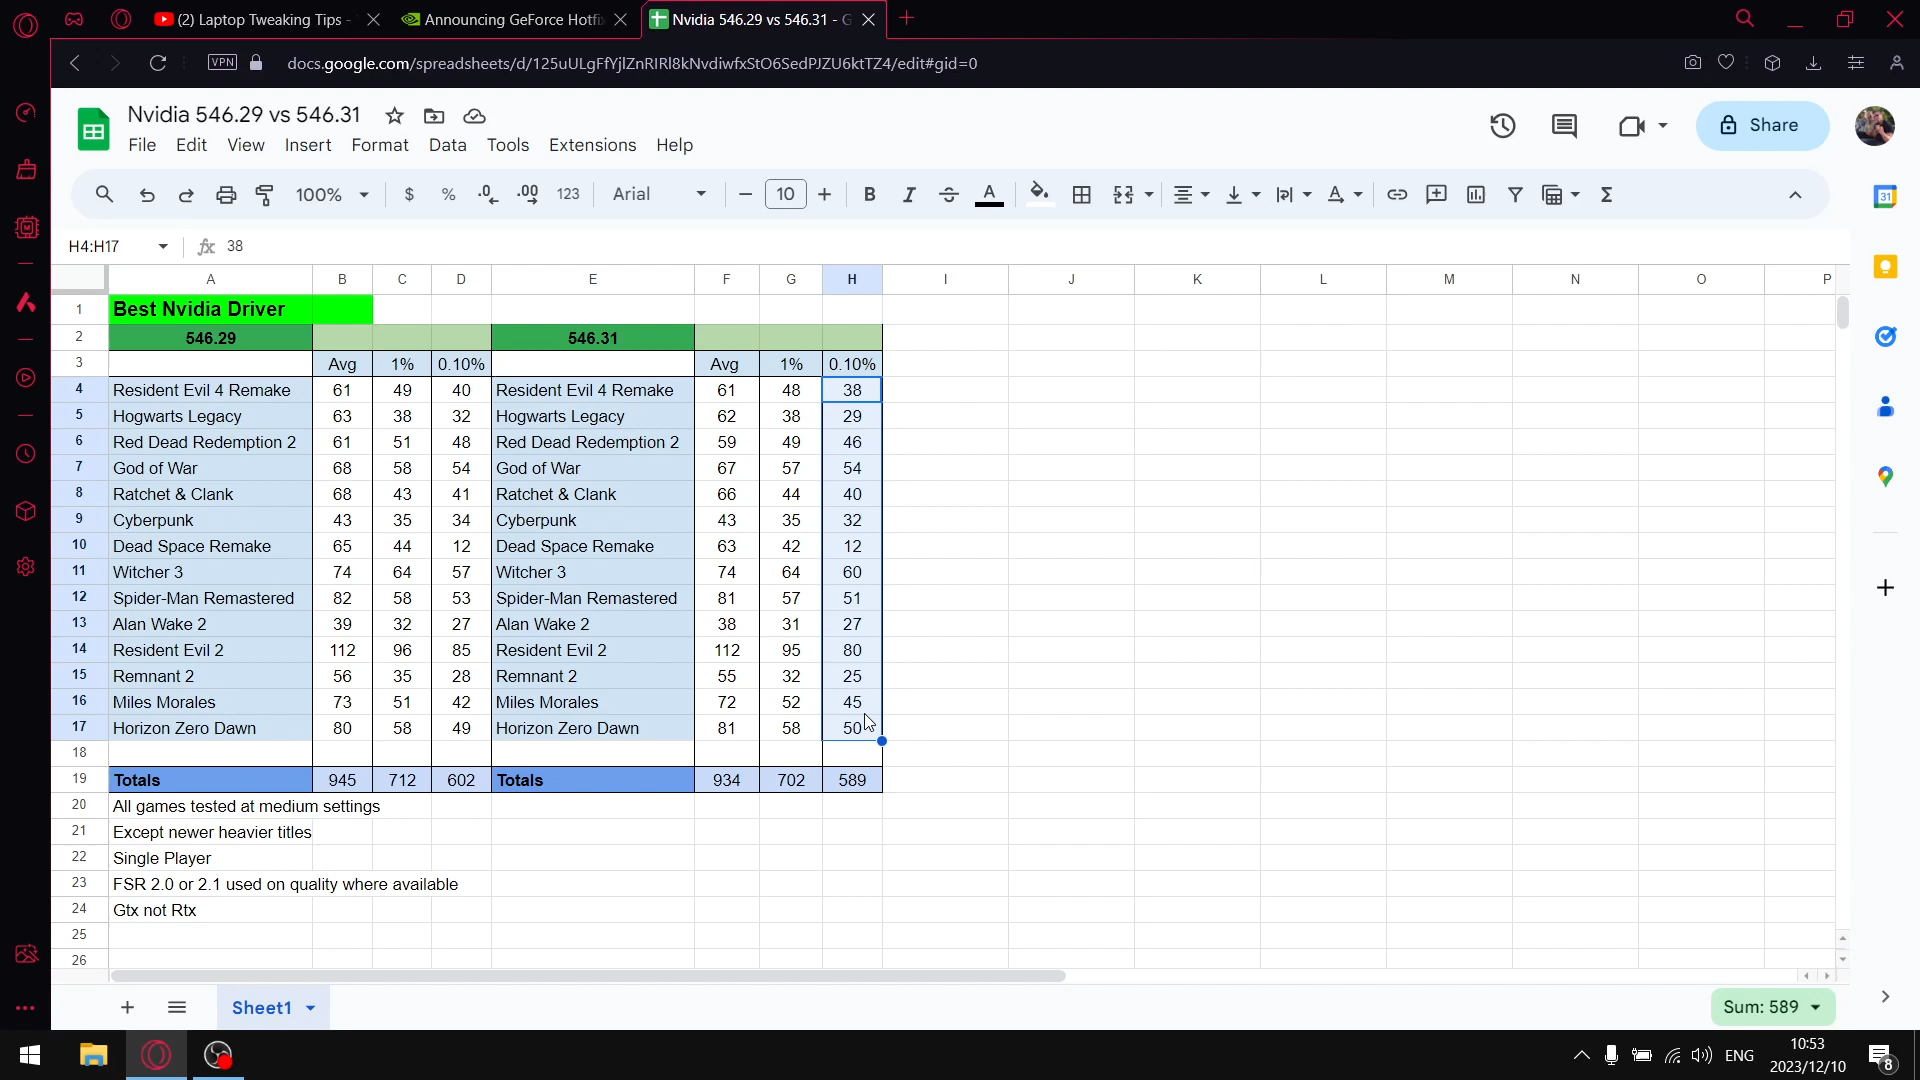 (2) Laptop Tweaking Tips -
Announcing GeForce Hotfi
Nvidia 546.29 vs 546.31 - G
VPN
docs.google.com/spreadsheets/d/125uULgFfYjlZnRIRl8kNvdiwfxStO6SedPJZU6ktTZ4/edit#gid=0
Nvidia 546.29 vs 546.31
Share
File Edit View Insert Format Data Tools Extensions Help
100% $ % .0 .00 123 Arial 10 B I A Σ
31
H4:H17 fx 38
A B C D E F G H I J K L M N O P
1 Best Nvidia Driver
2 546.29 546.31
3 Avg 1% 0.10% Avg 1% 0.10%
4 Resident Evil 4 Remake 61 49 40 Resident Evil 4 Remake 61 48 38
5 Hogwarts Legacy 63 38 32 Hogwarts Legacy 62 38 29
6 Red Dead Redemption 2 61 51 48 Red Dead Redemption 2 59 49 46
7 God of War 68 58 54 God of War 67 57 54
8 Ratchet & Clank 68 43 41 Ratchet & Clank 66 44 40
9 Cyberpunk 43 35 34 Cyberpunk 43 35 32
10 Dead Space Remake 65 44 12 Dead Space Remake 63 42 12
11 Witcher 3 74 64 57 Witcher 3 74 64 60
12 Spider-Man Remastered 82 58 53 Spider-Man Remastered 81 57 51
13 Alan Wake 2 39 32 27 Alan Wake 2 38 31 27
14 Resident Evil 2 112 96 85 Resident Evil 2 112 95 80
15 Remnant 2 56 35 28 Remnant 2 55 32 25
16 Miles Morales 73 51 42 Miles Morales 72 52 45
17 Horizon Zero Dawn 80 58 49 Horizon Zero Dawn 81 58 50
18
19 Totals 945 712 602 Totals 934 702 589
20 All games tested at medium settings
21 Except newer heavier titles
22 Single Player
23 FSR 2.0 or 2.1 used on quality where available
24 Gtx not Rtx
25
26
Sheet1
Sum: 589
ENG
10:53
2023/12/10
8